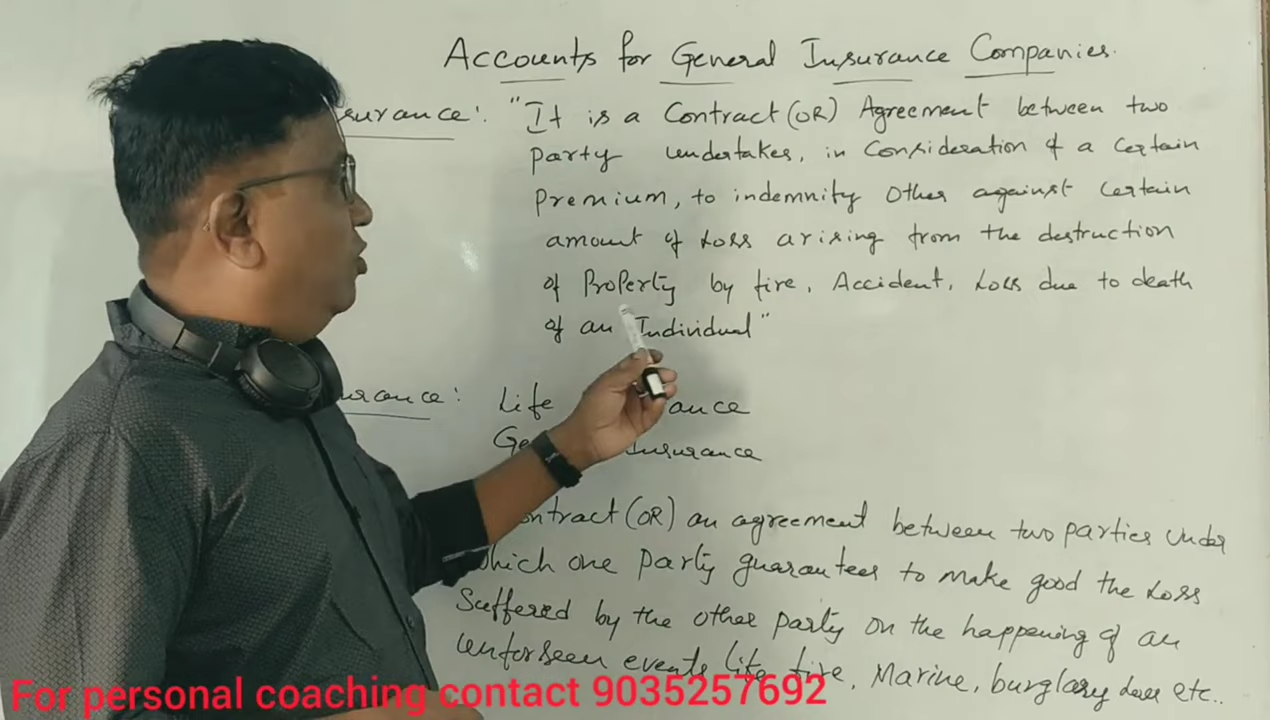 Accounts for General Insurance Companies.
surance : "It is a Contract (OR) Agreement between two
party undertakes, in Consideration of a Certain
Premium, to indemnity Other against Certain
amount of Loss arising from the destruction
of Property by fire, Accident, Loss due to death
of an Individual"
urance : Life ance
Ge Insurance
ontract (OR) an agreement between two parties under
which one party guarantees to make good the Loss
Suffered by the other party on the happening of an
unforseen events like fire, Marine, burglary etc..
For personal coaching contact 9035257692